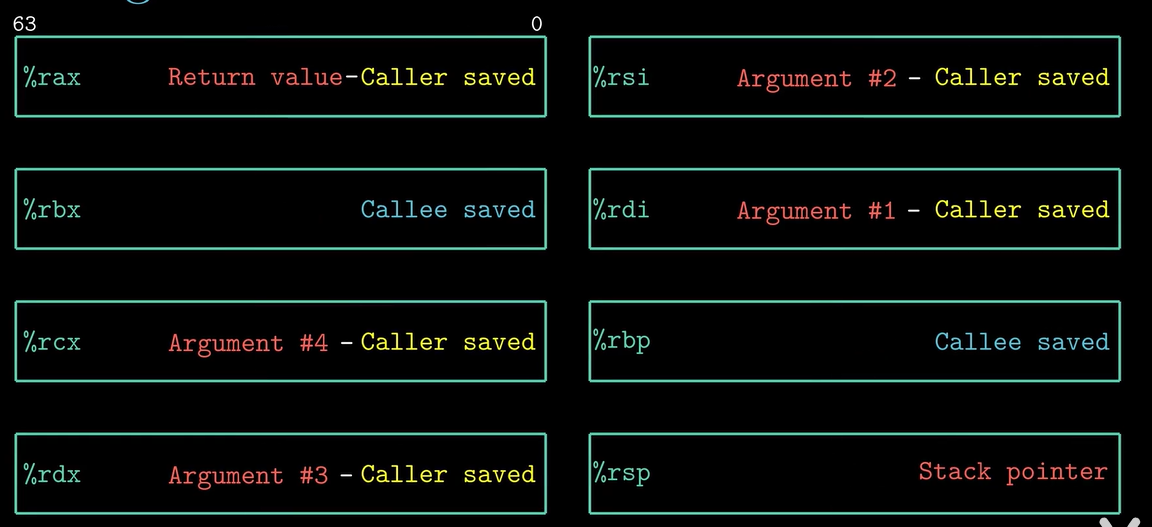 63 0
%rax Return value-Caller saved
%rbx Callee saved
%rcx Argument #4 - Caller saved
%rdx Argument #3 - Caller saved
%rsi Argument #2 - Caller saved
%rdi Argument #1 - Caller saved
%rbp Callee saved
%rsp Stack pointer